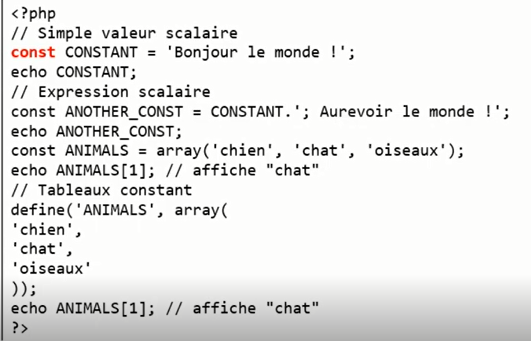 <?php
// Simple valeur scalaire
const CONSTANT = 'Bonjour le monde !';
echo CONSTANT;
// Expression scalaire
const ANOTHER_CONST = CONSTANT.'; Aurevoir le monde !';
echo ANOTHER_CONST;
const ANIMALS = array('chien', 'chat', 'oiseaux');
echo ANIMALS[1]; // affiche "chat"
// Tableaux constant
define('ANIMALS', array(
'chien',
'chat',
'oiseaux'
));
echo ANIMALS[1]; // affiche "chat"
?>